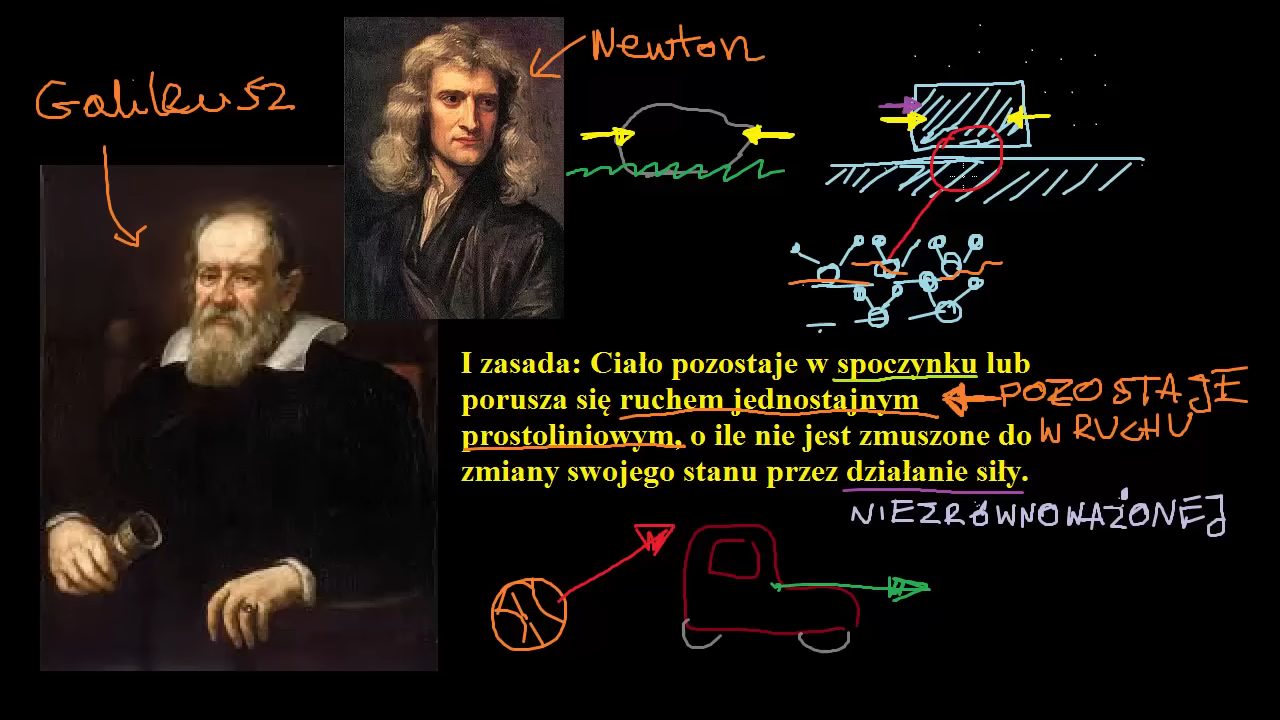 Newton
Galileusz
I zasada: Ciało pozostaje w spoczynku lub
porusza się ruchem jednostajnym
prostoliniowym, o ile nie jest zmuszone do
zmiany swojego stanu przez działanie siły.
POZOSTAJE
W RUCHU
NIEZRÓWNOWAŻONEJ